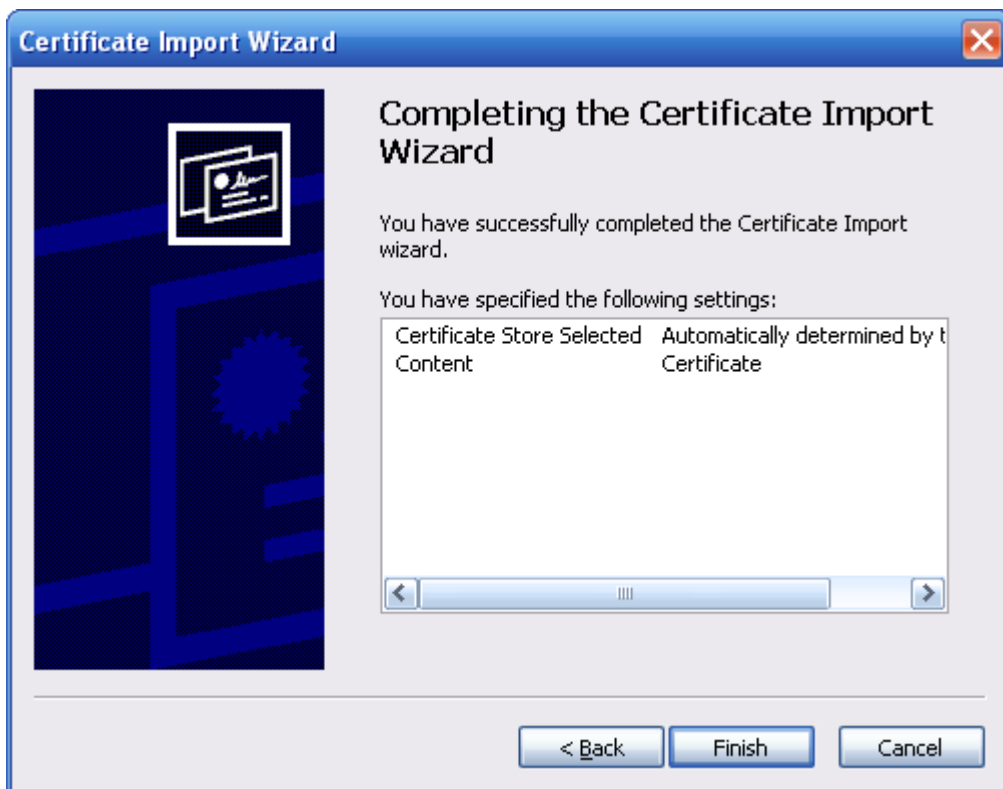 Certificate Import Wizard
Completing the Certificate Import
Wizard
You have successfully completed the Certificate Import
wizard.
You have specified the following settings:
Certificate Store Selected Automatically determined by t
Content Certificate
< Back Finish Cancel